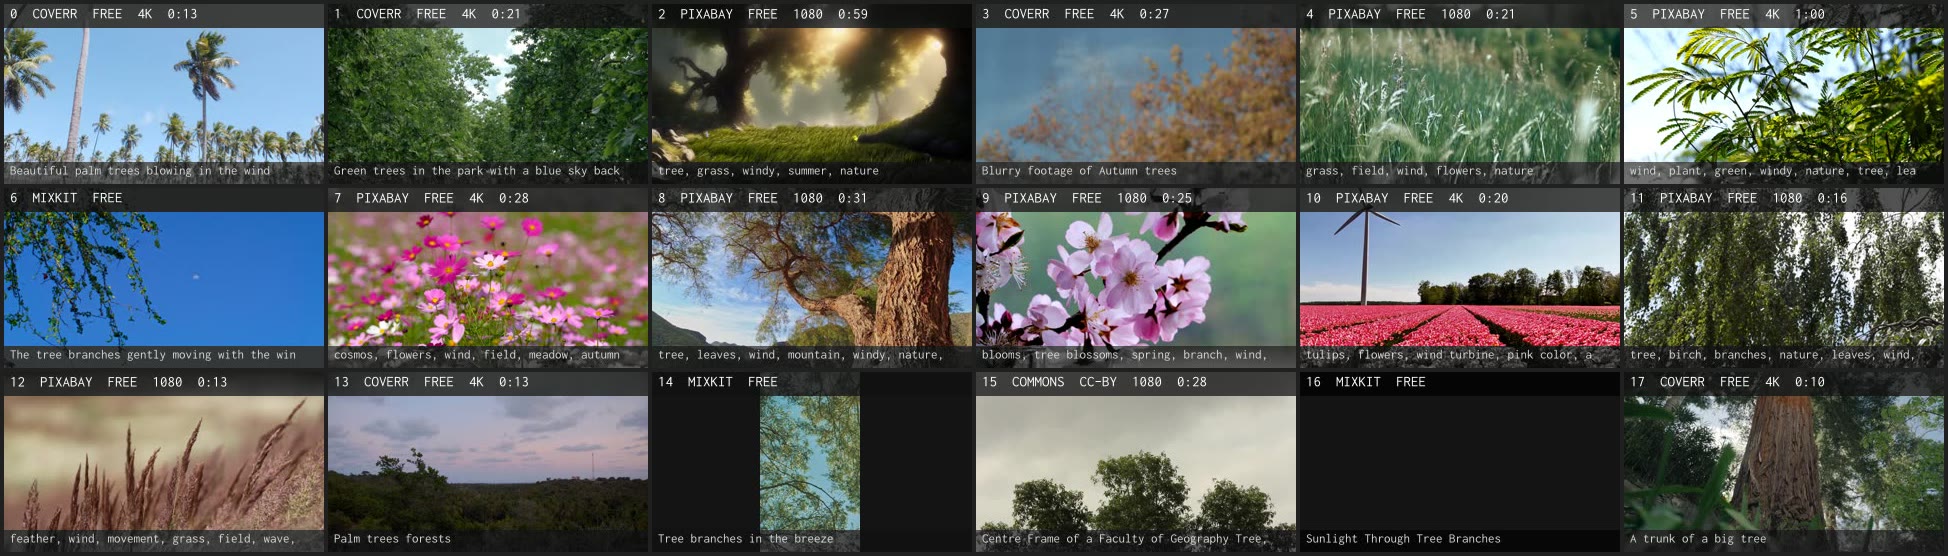 0 COVERR FREE 4K 0:13
Beautiful palm trees blowing in the wind
1 COVERR FREE 4K 0:21
Green trees in the park with a blue sky back
2 PIXABAY FREE 1080 0:59
tree, grass, windy, summer, nature
3 COVERR FREE 4K 0:27
Blurry footage of Autumn trees
4 PIXABAY FREE 1080 0:21
grass, field, wind, flowers, nature
5 PIXABAY FREE 4K 1:00
wind, plant, green, windy, nature, tree, lea
6 MIXKIT FREE
The tree branches gently moving with the win
7 PIXABAY FREE 4K 0:28
cosmos, flowers, wind, field, meadow, autumn
8 PIXABAY FREE 1080 0:31
tree, leaves, wind, mountain, windy, nature,
9 PIXABAY FREE 1080 0:25
blooms, tree blossoms, spring, branch, wind,
10 PIXABAY FREE 4K 0:20
tulips, flowers, wind turbine, pink color, a
11 PIXABAY FREE 1080 0:16
tree, birch, branches, nature, leaves, wind,
12 PIXABAY FREE 1080 0:13
feather, wind, movement, grass, field, wave,
13 COVERR FREE 4K 0:13
Palm trees forests
14 MIXKIT FREE
Tree branches in the breeze
15 COMMONS CC-BY 1080 0:28
Centre Frame of a Faculty of Geography Tree,
16 MIXKIT FREE
Sunlight Through Tree Branches
17 COVERR FREE 4K 0:10
A trunk of a big tree